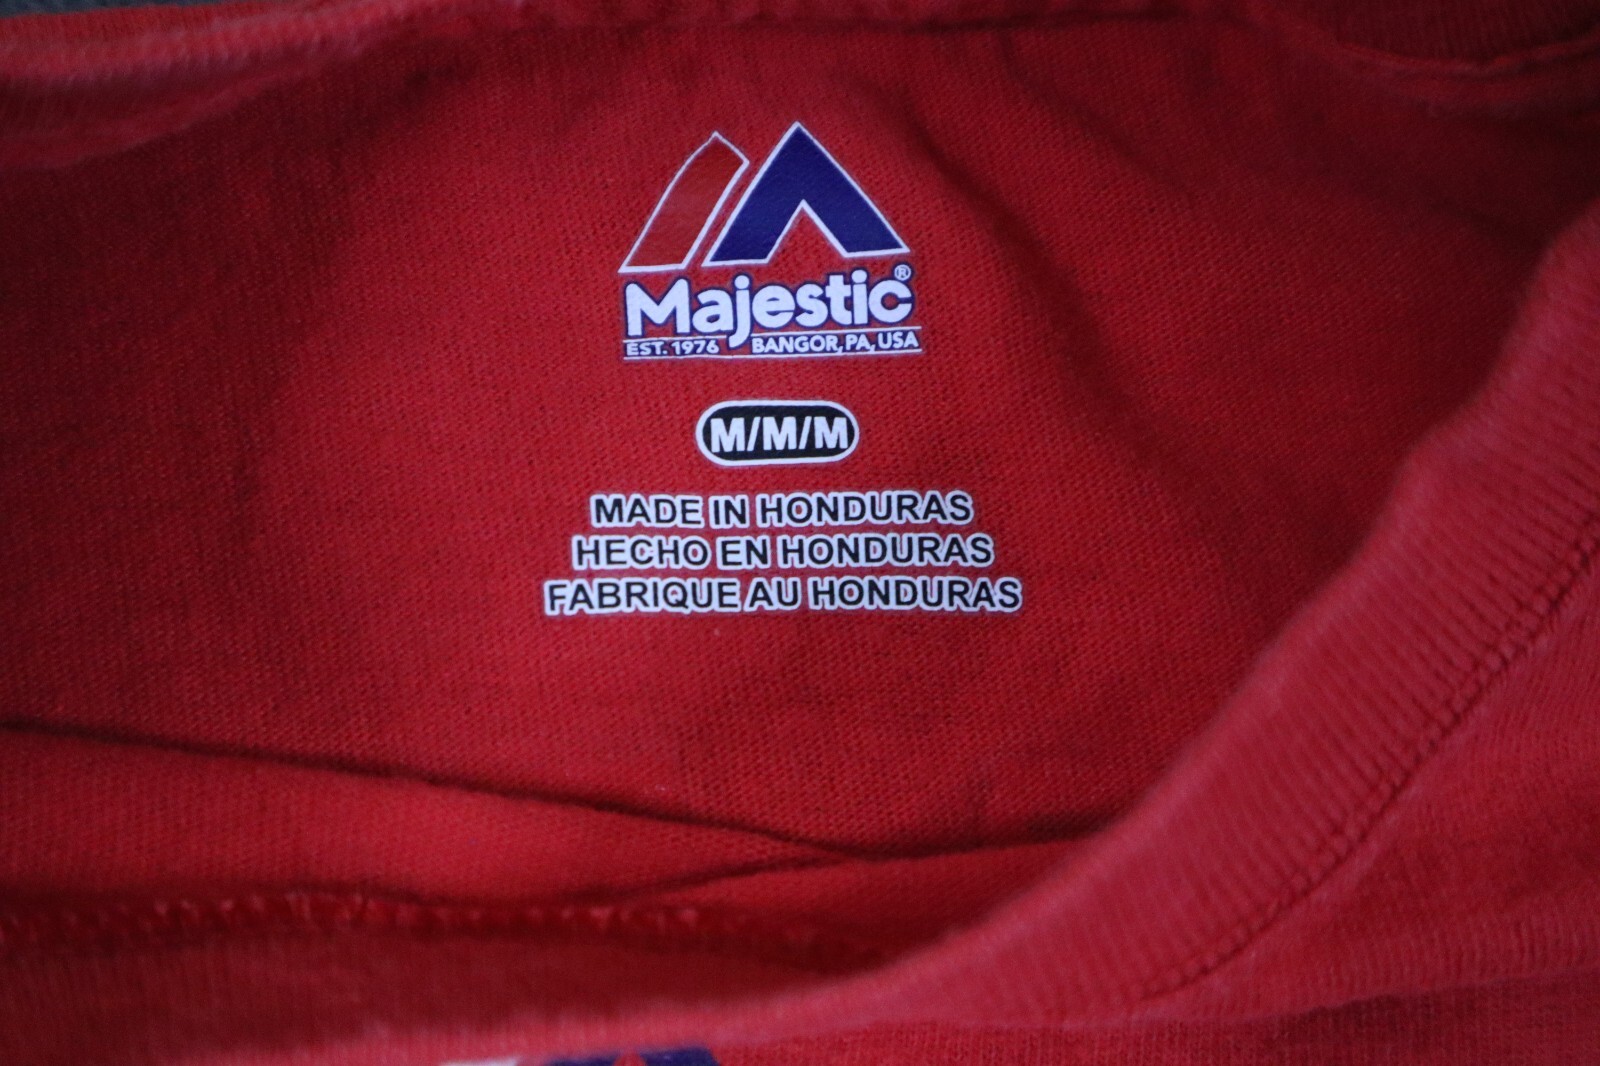 Majestic®
EST. 1976 BANGOR, PA, USA
M/M/M
MADE IN HONDURAS
HECHO EN HONDURAS
FABRIQUE AU HONDURAS